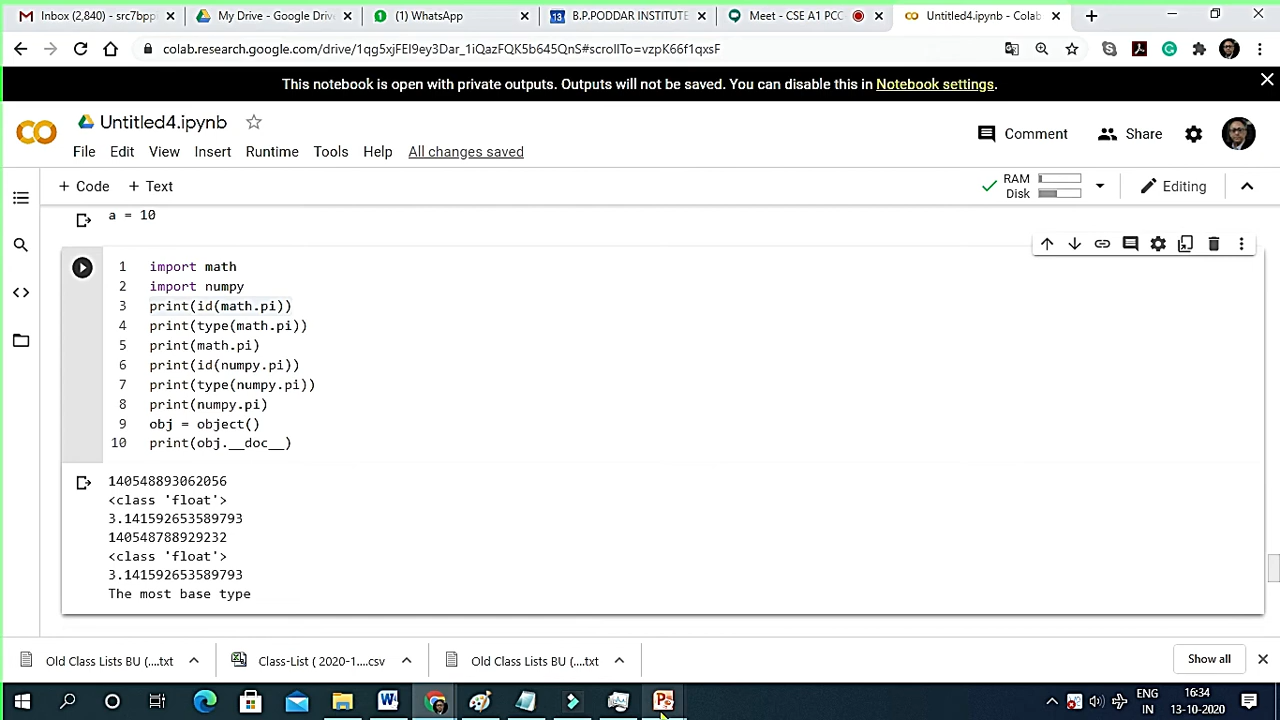 Inbox (2,840) - src7bpp
My Drive - Google Drive
(1) WhatsApp
B.P.PODDAR INSTITUTE
Meet - CSE A1 PCC
Untitled4.ipynb - Colab
colab.research.google.com/drive/1qg5xjFEI9ey3Dar_1iQazFQK5b645QnS#scrollTo=vzpK66f1qxsF
This notebook is open with private outputs. Outputs will not be saved. You can disable this in Notebook settings.
Untitled4.ipynb
Comment
Share
File Edit View Insert Runtime Tools Help All changes saved
+ Code + Text
RAM
Disk
Editing
a = 10
1 import math
2 import numpy
3 print(id(math.pi))
4 print(type(math.pi))
5 print(math.pi)
6 print(id(numpy.pi))
7 print(type(numpy.pi))
8 print(numpy.pi)
9 obj = object()
10 print(obj.__doc__)
140548893062056
<class 'float'>
3.141592653589793
140548788929232
<class 'float'>
3.141592653589793
The most base type
Old Class Lists BU (....txt
Class-List ( 2020-1....csv
Old Class Lists BU (....txt
Show all
ENG
IN
16:34
13-10-2020